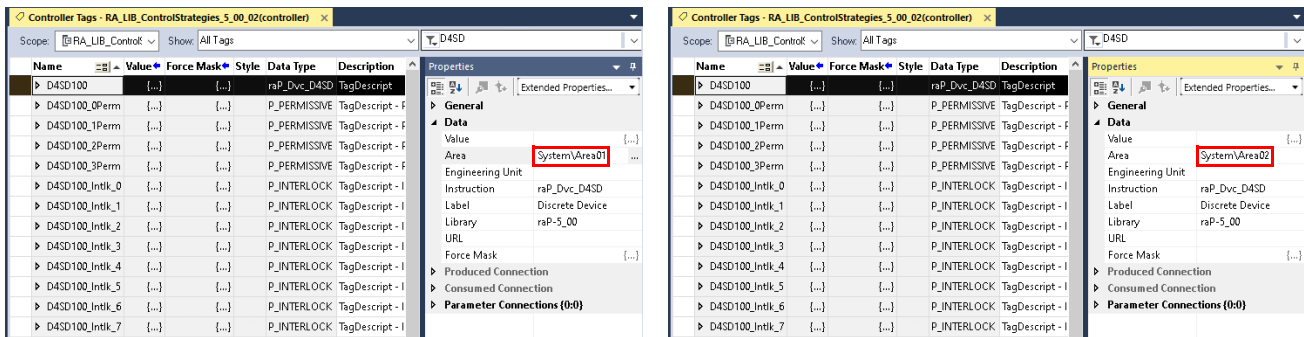 Controller Tags - RA_LIB_ControlStrategies_5_00_02(controller) ×
Scope: RA_LIB_Control Show: All Tags D4SD
Name Value Force Mask Style Data Type Description
D4SD100 {...} {...} raP_Dvc_D4SD TagDescript
D4SD100_0Perm {...} {...} P_PERMISSIVE TagDescript - P
D4SD100_1Perm {...} {...} P_PERMISSIVE TagDescript - P
D4SD100_2Perm {...} {...} P_PERMISSIVE TagDescript - P
D4SD100_3Perm {...} {...} P_PERMISSIVE TagDescript - P
D4SD100_Intlk_0 {...} {...} P_INTERLOCK TagDescript - I
D4SD100_Intlk_1 {...} {...} P_INTERLOCK TagDescript - I
D4SD100_Intlk_2 {...} {...} P_INTERLOCK TagDescript - I
D4SD100_Intlk_3 {...} {...} P_INTERLOCK TagDescript - I
D4SD100_Intlk_4 {...} {...} P_INTERLOCK TagDescript - I
D4SD100_Intlk_5 {...} {...} P_INTERLOCK TagDescript - I
D4SD100_Intlk_6 {...} {...} P_INTERLOCK TagDescript - I
D4SD100_Intlk_7 {...} {...} P_INTERLOCK TagDescript - I
Properties
Extended Properties...
General
Data
Value {...}
Area System\Area01 ...
Engineering Unit
Instruction raP_Dvc_D4SD
Label Discrete Device
Library raP-5_00
URL
Force Mask {...}
Produced Connection
Consumed Connection
Parameter Connections {0:0}
Controller Tags - RA_LIB_ControlStrategies_5_00_02(controller) ×
Scope: RA_LIB_Control Show: All Tags D4SD
Name Value Force Mask Style Data Type Description
D4SD100 {...} {...} raP_Dvc_D4SD TagDescript
D4SD100_0Perm {...} {...} P_PERMISSIVE TagDescript - P
D4SD100_1Perm {...} {...} P_PERMISSIVE TagDescript - P
D4SD100_2Perm {...} {...} P_PERMISSIVE TagDescript - P
D4SD100_3Perm {...} {...} P_PERMISSIVE TagDescript - P
D4SD100_Intlk_0 {...} {...} P_INTERLOCK TagDescript - I
D4SD100_Intlk_1 {...} {...} P_INTERLOCK TagDescript - I
D4SD100_Intlk_2 {...} {...} P_INTERLOCK TagDescript - I
D4SD100_Intlk_3 {...} {...} P_INTERLOCK TagDescript - I
D4SD100_Intlk_4 {...} {...} P_INTERLOCK TagDescript - I
D4SD100_Intlk_5 {...} {...} P_INTERLOCK TagDescript - I
D4SD100_Intlk_6 {...} {...} P_INTERLOCK TagDescript - I
D4SD100_Intlk_7 {...} {...} P_INTERLOCK TagDescript - I
Properties
Extended Properties...
General
Data
Value {...}
Area System\Area02
Engineering Unit
Instruction raP_Dvc_D4SD
Label Discrete Device
Library raP-5_00
URL
Force Mask {...}
Produced Connection
Consumed Connection
Parameter Connections {0:0}